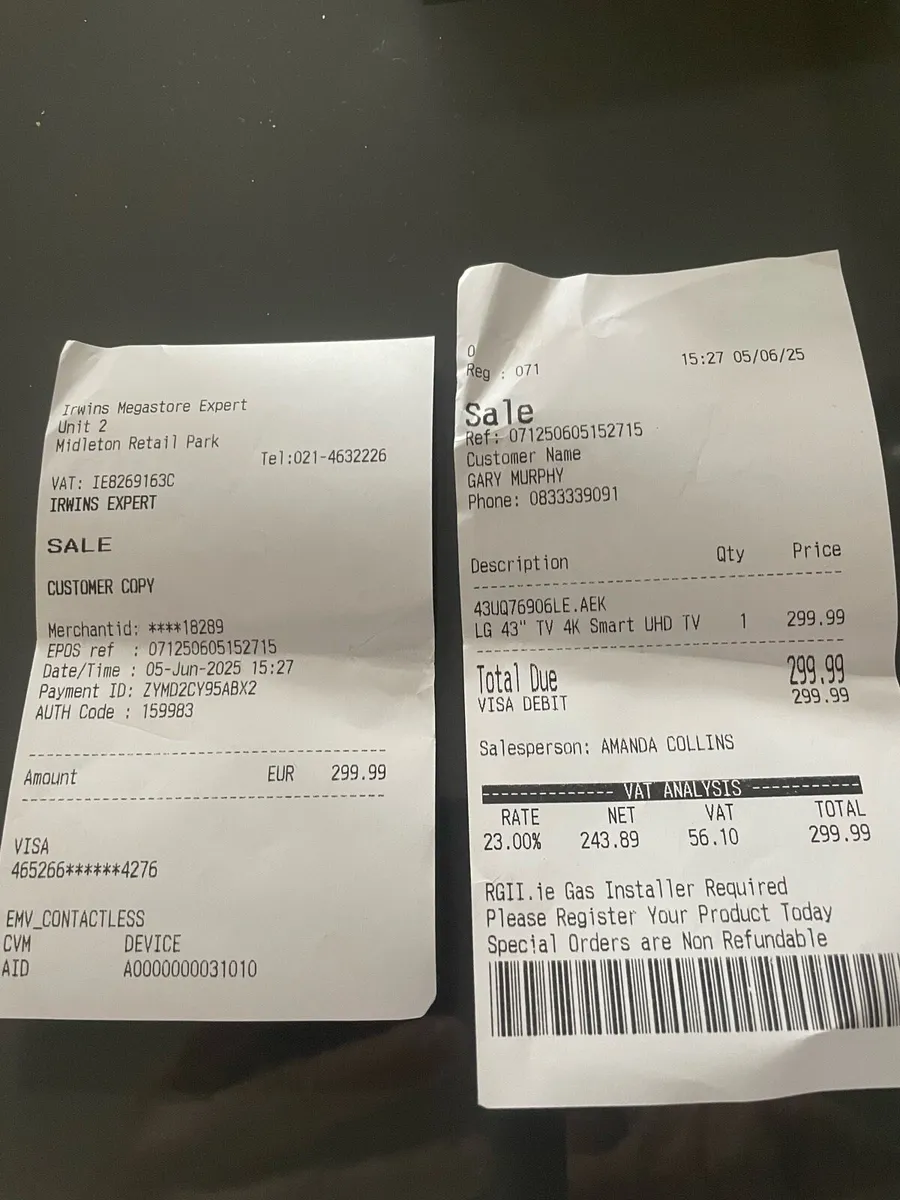 Irwins Megastore Expert
Unit 2
Midleton Retail Park
Tel:021-4632226
VAT: IE8269163C
IRWINS EXPERT
SALE
CUSTOMER COPY
Merchantid: ****18289
EPOS ref : 071250605152715
Date/Time : 05-Jun-2025 15:27
Payment ID: ZYMD2CY95ABX2
AUTH Code : 159983
Amount EUR 299.99
VISA
465266******4276
EMV_CONTACTLESS
CVM DEVICE
AID A0000000031010
0
Reg : 071 15:27 05/06/25
Sale
Ref: 071250605152715
Customer Name
GARY MURPHY
Phone: 0833339091
Description Qty Price
43UQ76906LE.AEK
LG 43" TV 4K Smart UHD TV 1 299.99
Total Due 299.99
VISA DEBIT 299.99
Salesperson: AMANDA COLLINS
VAT ANALYSIS
RATE NET VAT TOTAL
23.00% 243.89 56.10 299.99
RGII.ie Gas Installer Required
Please Register Your Product Today
Special Orders are Non Refundable